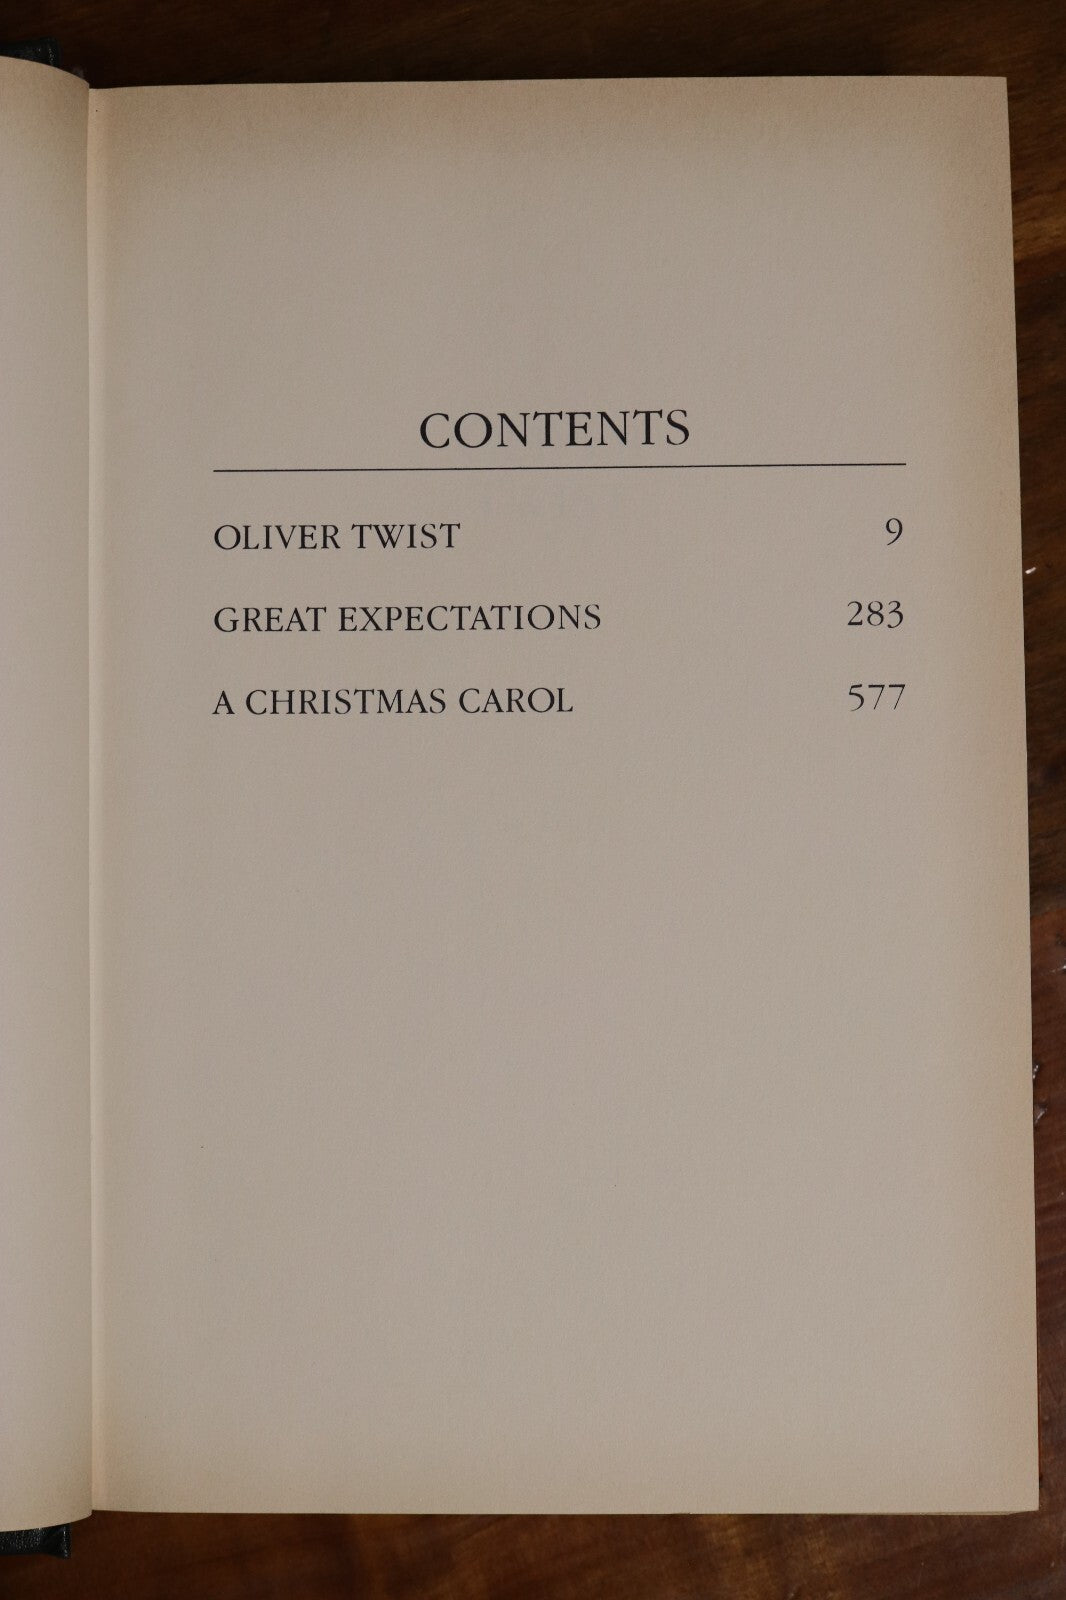 CONTENTS
OLIVER TWIST 9
GREAT EXPECTATIONS 283
A CHRISTMAS CAROL 577